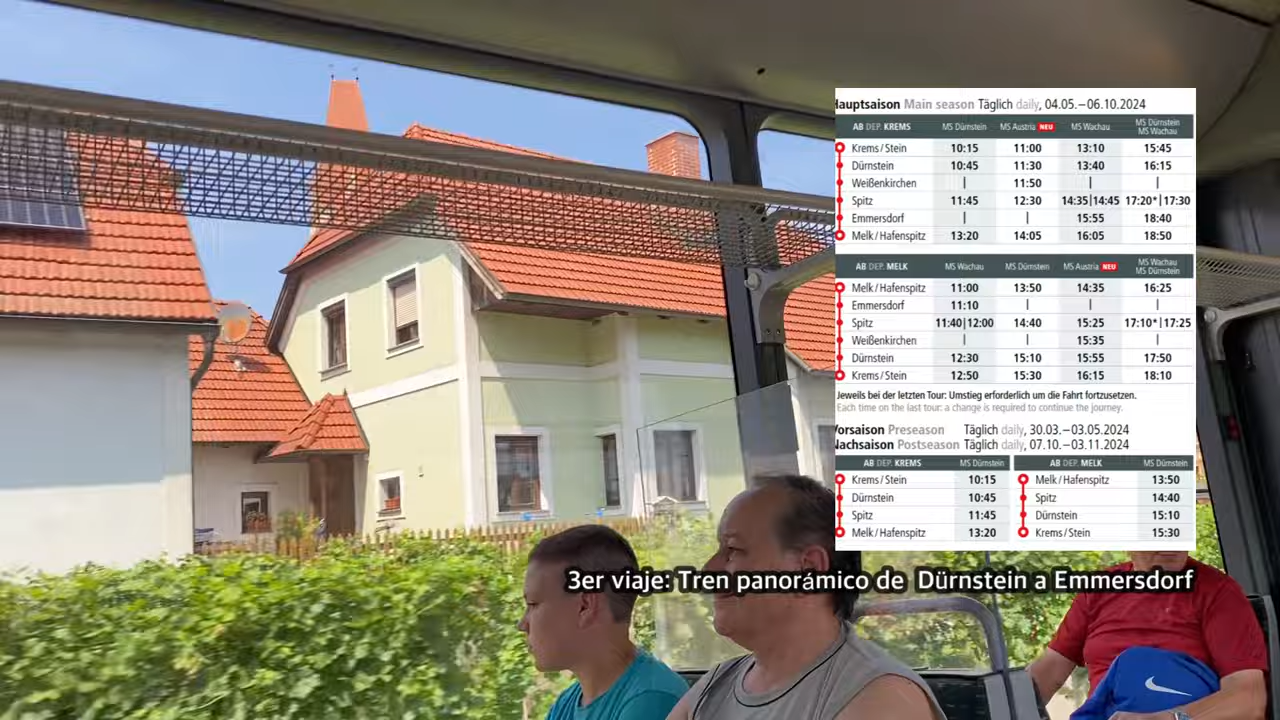 Hauptsaison Main season Täglich daily, 04.05.–06.10.2024
AB DEP. KREMS MS Dürnstein MS Austria NEU MS Wachau MS Dürnstein MS Wachau
Krems/Stein 10:15 11:00 13:10 15:45
Dürnstein 10:45 11:30 13:40 16:15
Weißenkirchen | 11:50 | |
Spitz 11:45 12:30 14:35|14:45 17:20*|17:30
Emmersdorf | | 15:55 18:40
Melk/Hafenspitz 13:20 14:05 16:05 18:50
AB DEP. MELK MS Wachau MS Dürnstein MS Austria NEU MS Wachau MS Dürnstein
Melk/Hafenspitz 11:00 13:50 14:35 16:25
Emmersdorf 11:10 | | |
Spitz 11:40|12:00 14:40 15:25 17:10*|17:25
Weißenkirchen | | 15:35 |
Dürnstein 12:30 15:10 15:55 17:50
Krems/Stein 12:50 15:30 16:15 18:10
Jeweils bei der letzten Tour: Umstieg erforderlich um die Fahrt fortzusetzen.
Each time on the last tour: a change is required to continue the journey.
Vorsaison Preseason Täglich daily, 30.03.–03.05.2024
Nachsaison Postseason Täglich daily, 07.10.–03.11.2024
AB DEP. KREMS MS Dürnstein AB DEP. MELK MS Dürnstein
Krems/Stein 10:15 Melk/Hafenspitz 13:50
Dürnstein 10:45 Spitz 14:40
Spitz 11:45 Dürnstein 15:10
Melk/Hafenspitz 13:20 Krems/Stein 15:30
3er viaje: Tren panorámico de Dürnstein a Emmersdorf